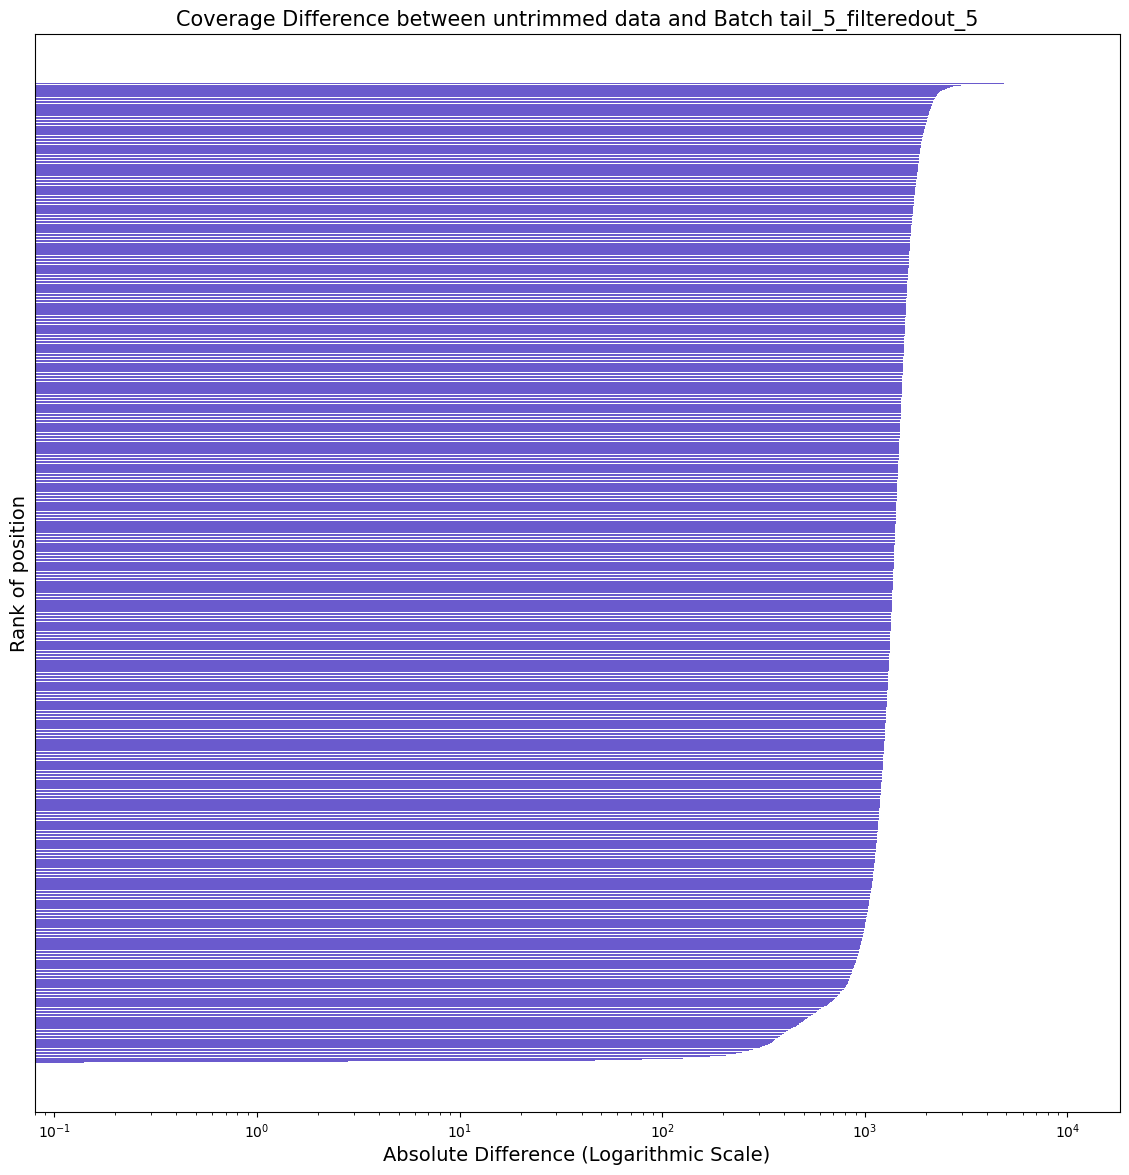 Coverage Difference between untrimmed data and Batch tail_5_filteredout_5
Rank of position
10⁻¹ 10⁰ 10¹ 10² 10³ 10⁴
Absolute Difference (Logarithmic Scale)